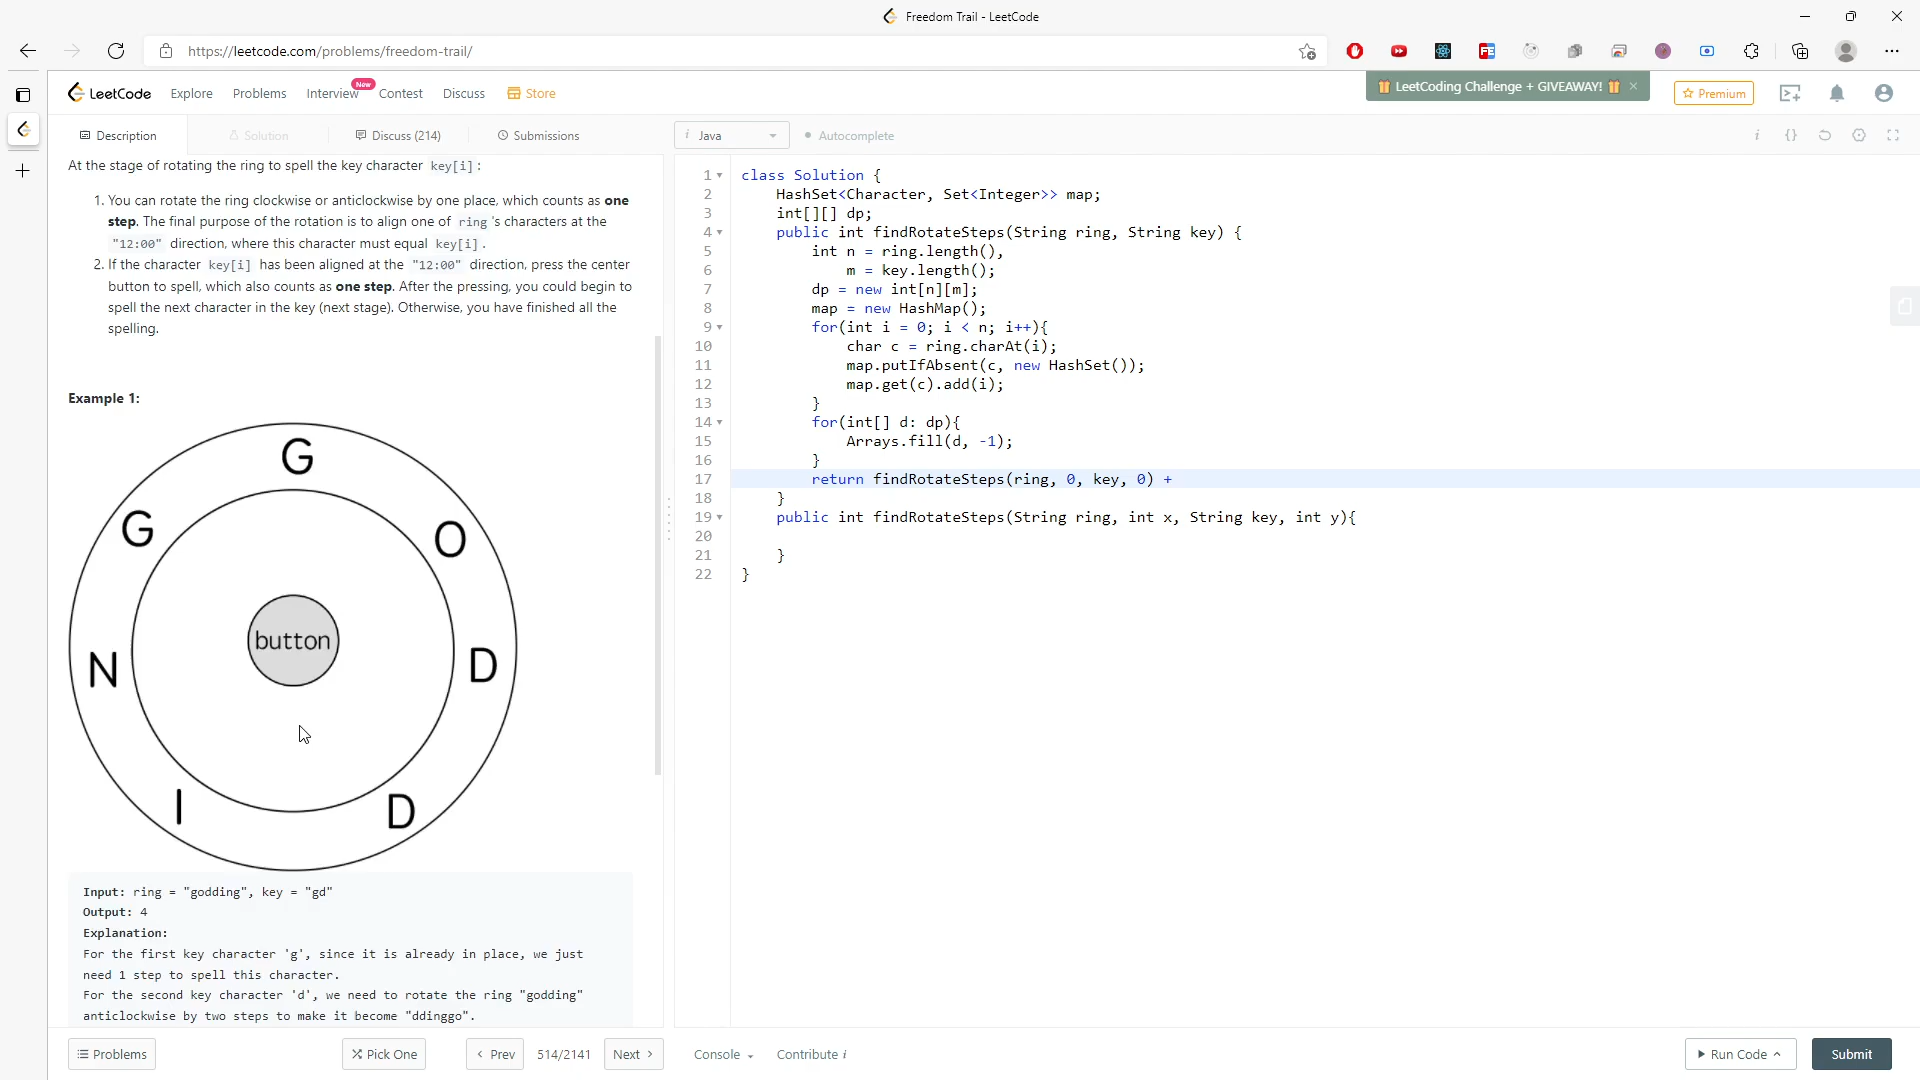 Freedom Trail - LeetCode
https://leetcode.com/problems/freedom-trail/
LeetCode Explore Problems Interview New Contest Discuss Store
LeetCoding Challenge + GIVEAWAY!
Premium
Description
Solution
Discuss (214)
Submissions
i Java
Autocomplete
At the stage of rotating the ring to spell the key character key[i]:
1. You can rotate the ring clockwise or anticlockwise by one place, which counts as one
step. The final purpose of the rotation is to align one of ring's characters at the
"12:00" direction, where this character must equal key[i].
2. If the character key[i] has been aligned at the "12:00" direction, press the center
button to spell, which also counts as one step. After the pressing, you could begin to
spell the next character in the key (next stage). Otherwise, you have finished all the
spelling.
Example 1:
G
G
O
N
button
D
I
D
Input: ring = "godding", key = "gd"
Output: 4
Explanation:
For the first key character 'g', since it is already in place, we just
need 1 step to spell this character.
For the second key character 'd', we need to rotate the ring "godding"
anticlockwise by two steps to make it become "ddinggo".
1 class Solution {
2 HashSet<Character, Set<Integer>> map;
3 int[][] dp;
4 public int findRotateSteps(String ring, String key) {
5 int n = ring.length(),
6 m = key.length();
7 dp = new int[n][m];
8 map = new HashMap();
9 for(int i = 0; i < n; i++){
10 char c = ring.charAt(i);
11 map.putIfAbsent(c, new HashSet());
12 map.get(c).add(i);
13 }
14 for(int[] d: dp){
15 Arrays.fill(d, -1);
16 }
17 return findRotateSteps(ring, 0, key, 0) +
18 }
19 public int findRotateSteps(String ring, int x, String key, int y){
20
21 }
22 }
Problems
Pick One
< Prev
514/2141
Next >
Console
Contribute i
Run Code
Submit